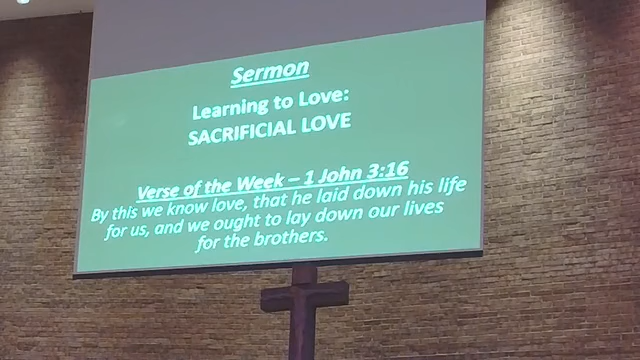 Sermon
Learning to Love:
SACRIFICIAL LOVE
Verse of the Week – 1 John 3:16
By this we know love, that he laid down his life
for us, and we ought to lay down our lives
for the brothers.